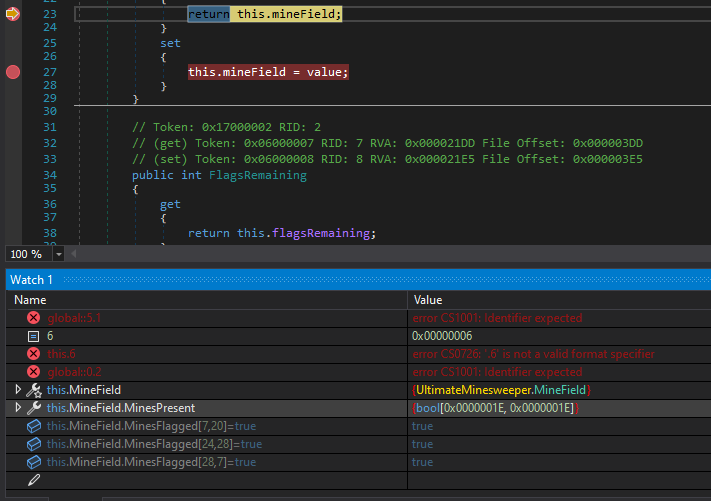 22 {
23 return this.mineField;
24 }
25 set
26 {
27 this.mineField = value;
28 }
29 }
30
31 // Token: 0x17000002 RID: 2
32 // (get) Token: 0x06000007 RID: 7 RVA: 0x000021DD File Offset: 0x000003DD
33 // (set) Token: 0x06000008 RID: 8 RVA: 0x000021E5 File Offset: 0x000003E5
34 public int FlagsRemaining
35 {
36 get
37 {
38 return this.flagsRemaining;
39 }
100 %
Watch 1
Name Value
global::5.1 error CS1001: Identifier expected
6 0x00000006
this.6 error CS0726: '.6' is not a valid format specifier
global::0.2 error CS1001: Identifier expected
this.MineField {UltimateMinesweeper.MineField}
this.MineField.MinesPresent {bool[0x0000001E, 0x0000001E]}
this.MineField.MinesFlagged[7,20]=true true
this.MineField.MinesFlagged[24,28]=true true
this.MineField.MinesFlagged[28,7]=true true